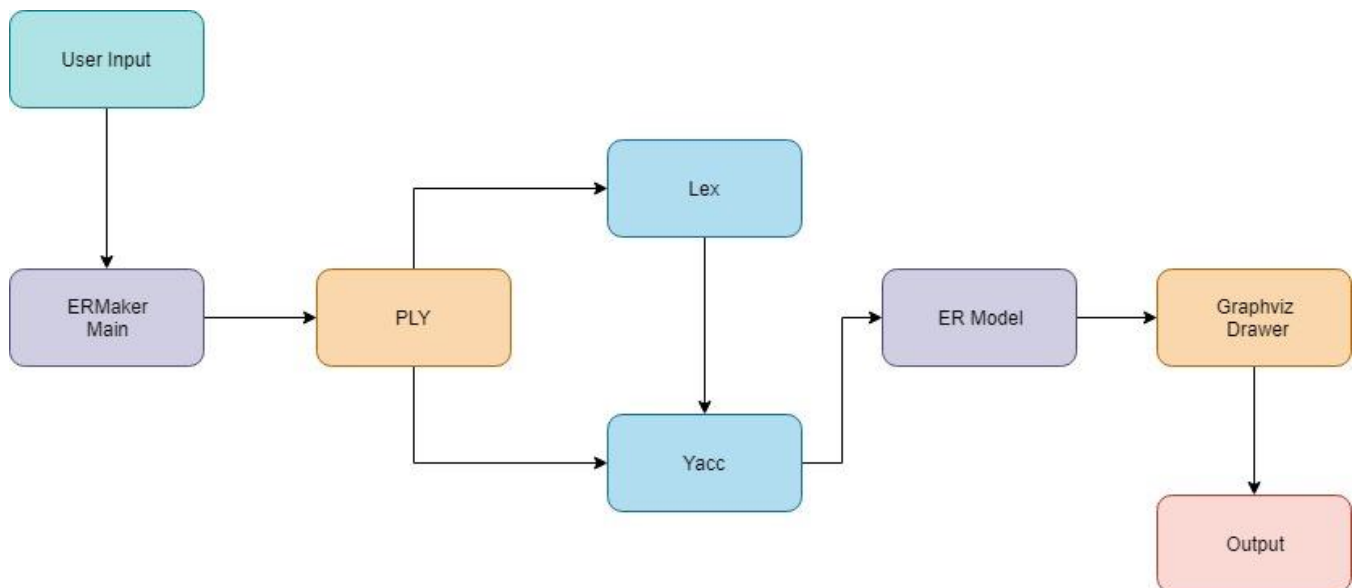 User Input
Lex
ERMaker
Main
PLY
ER Model
Graphviz
Drawer
Yacc
Output